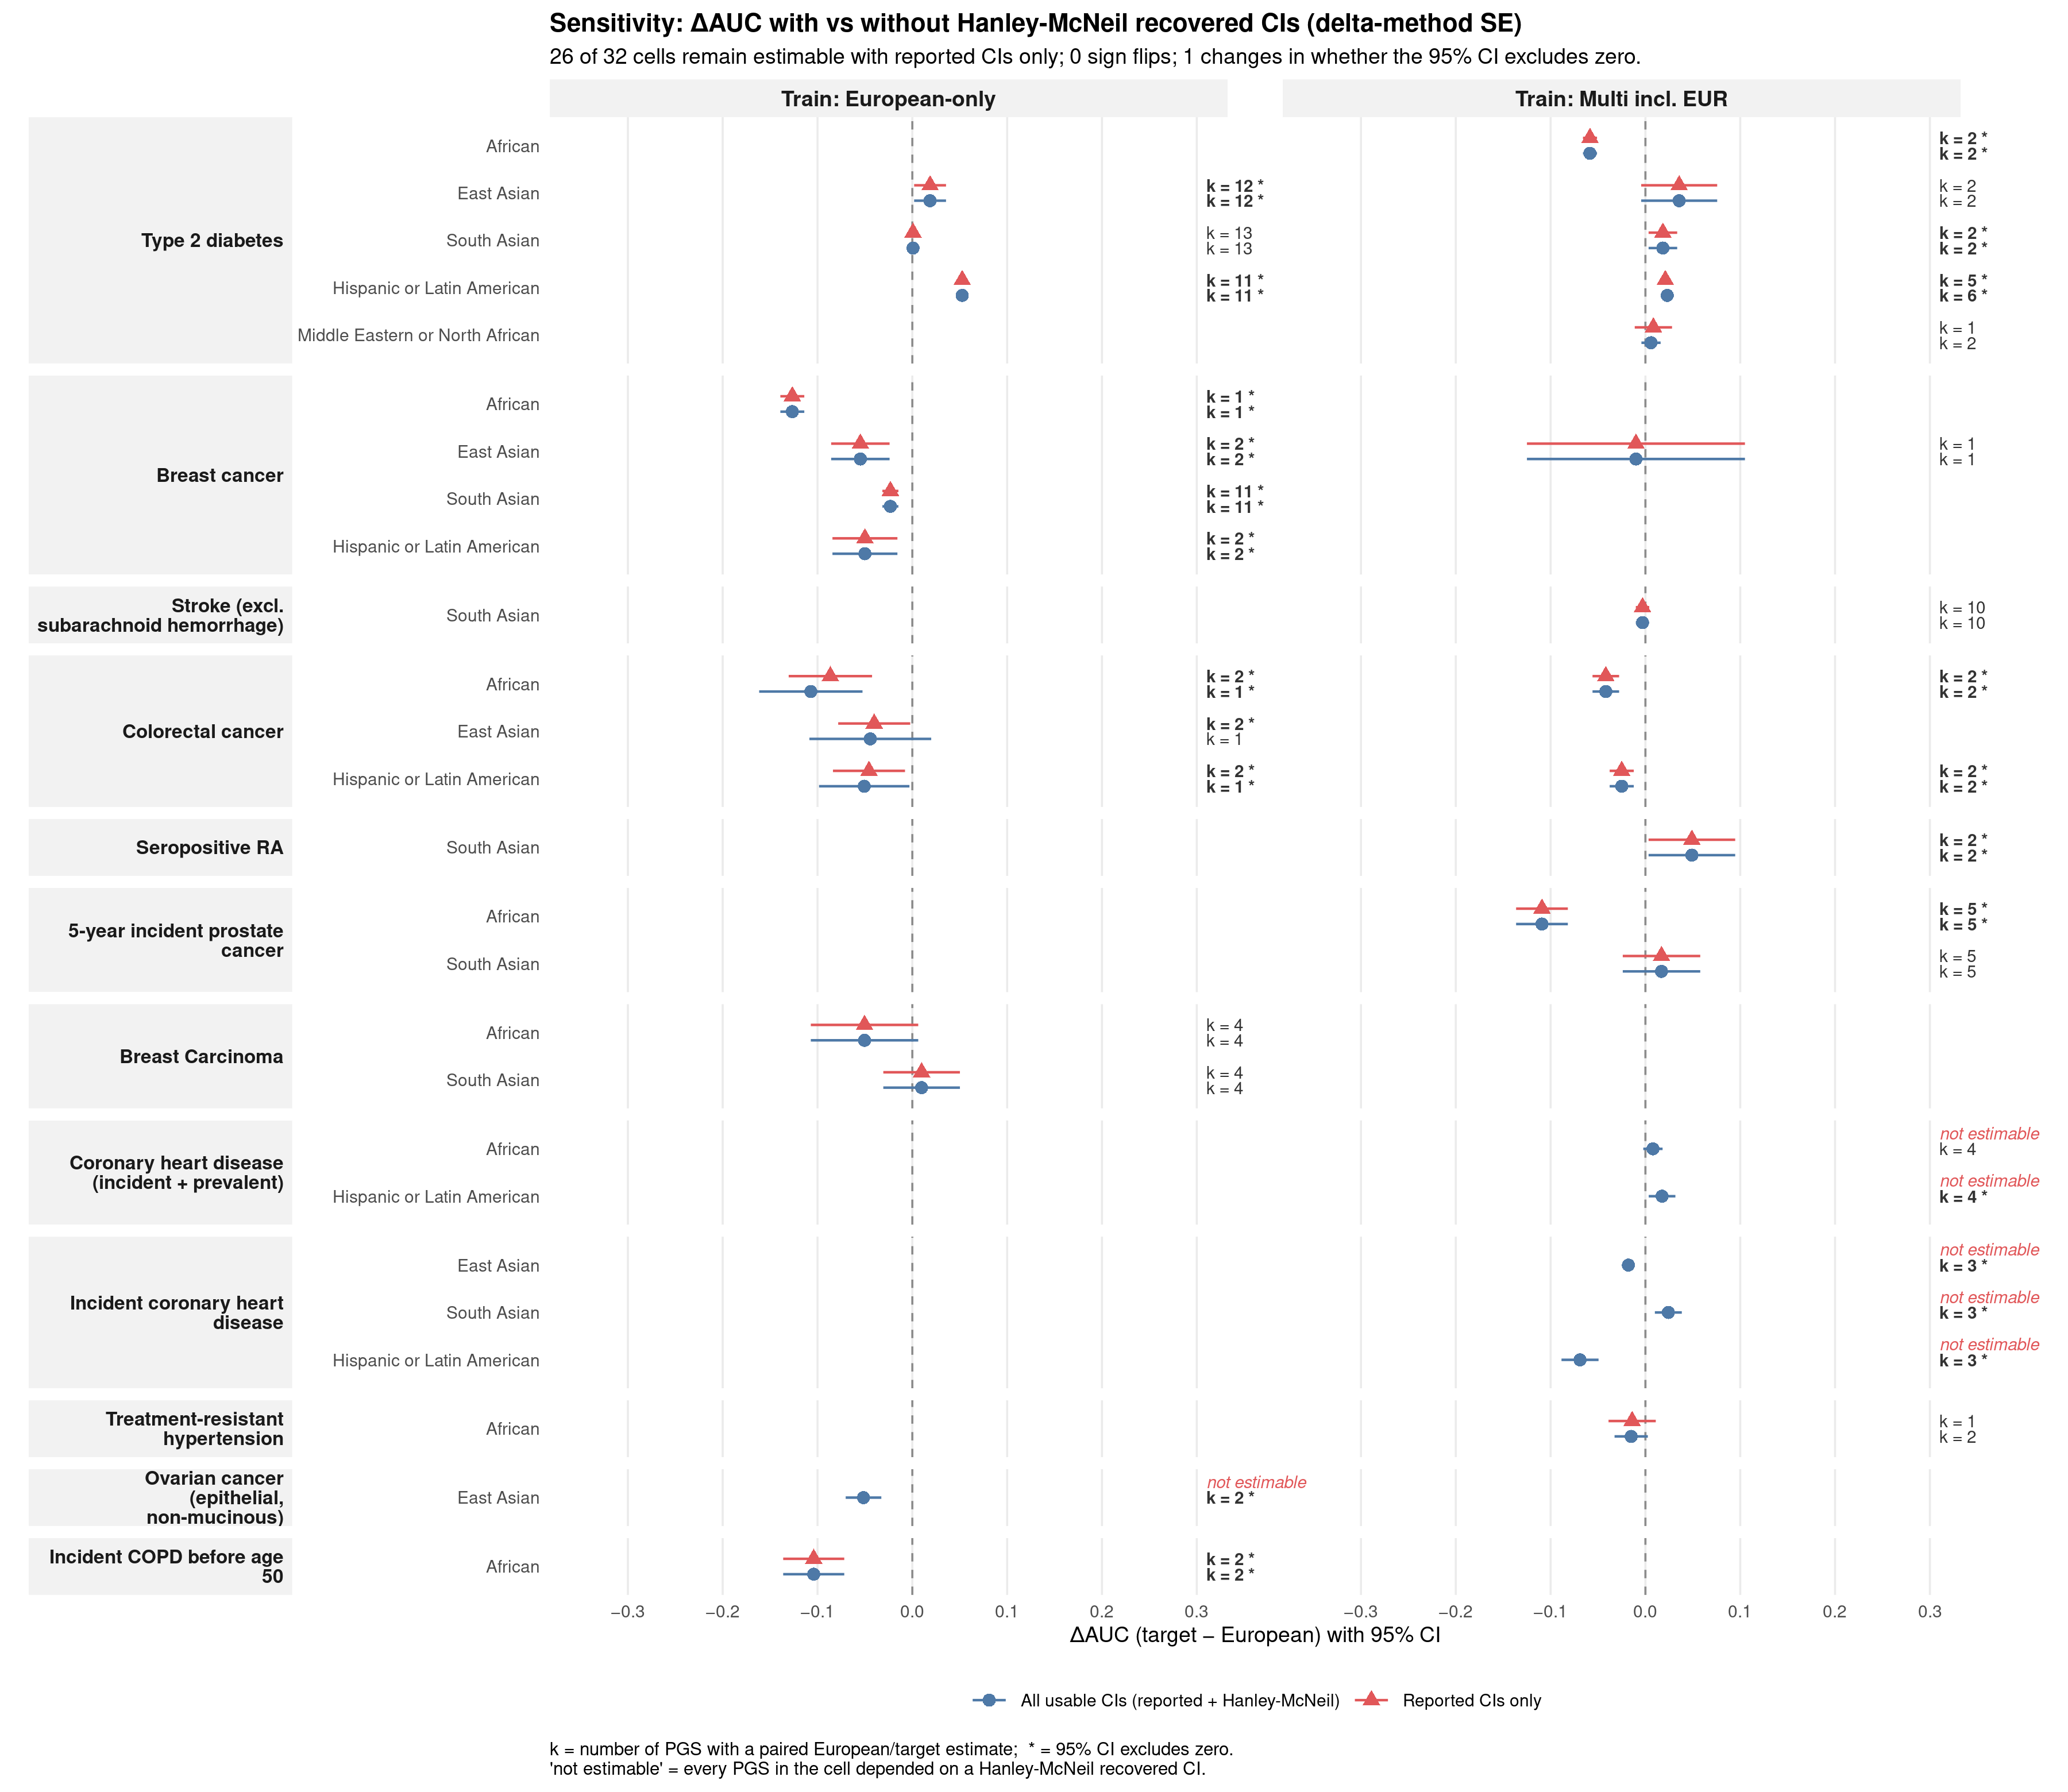 Sensitivity: ΔAUC with vs without Hanley-McNeil recovered CIs (delta-method SE)
26 of 32 cells remain estimable with reported CIs only; 0 sign flips; 1 changes in whether the 95% CI excludes zero.
Train: European-only
Train: Multi incl. EUR
Type 2 diabetes
African
k = 2 *
k = 2 *
East Asian
k = 12 *
k = 12 *
k = 2
k = 2
South Asian
k = 13
k = 13
k = 2 *
k = 2 *
Hispanic or Latin American
k = 11 *
k = 11 *
k = 5 *
k = 6 *
Middle Eastern or North African
k = 1
k = 2
Breast cancer
African
k = 1 *
k = 1 *
East Asian
k = 2 *
k = 2 *
k = 1
k = 1
South Asian
k = 11 *
k = 11 *
Hispanic or Latin American
k = 2 *
k = 2 *
Stroke (excl.
subarachnoid hemorrhage)
South Asian
k = 10
k = 10
Colorectal cancer
African
k = 2 *
k = 1 *
k = 2 *
k = 2 *
East Asian
k = 2 *
k = 1
Hispanic or Latin American
k = 2 *
k = 1 *
k = 2 *
k = 2 *
Seropositive RA
South Asian
k = 2 *
k = 2 *
5-year incident prostate
cancer
African
k = 5 *
k = 5 *
South Asian
k = 5
k = 5
Breast Carcinoma
African
k = 4
k = 4
South Asian
k = 4
k = 4
Coronary heart disease
(incident + prevalent)
African
not estimable
k = 4
Hispanic or Latin American
not estimable
k = 4 *
Incident coronary heart
disease
East Asian
not estimable
k = 3 *
South Asian
not estimable
k = 3 *
Hispanic or Latin American
not estimable
k = 3 *
Treatment-resistant
hypertension
African
k = 1
k = 2
Ovarian cancer
(epithelial,
non-mucinous)
East Asian
not estimable
k = 2 *
Incident COPD before age
50
African
k = 2 *
k = 2 *
−0.3 −0.2 −0.1 0.0 0.1 0.2 0.3
−0.3 −0.2 −0.1 0.0 0.1 0.2 0.3
ΔAUC (target − European) with 95% CI
All usable CIs (reported + Hanley-McNeil)
Reported CIs only
k = number of PGS with a paired European/target estimate; * = 95% CI excludes zero.
'not estimable' = every PGS in the cell depended on a Hanley-McNeil recovered CI.